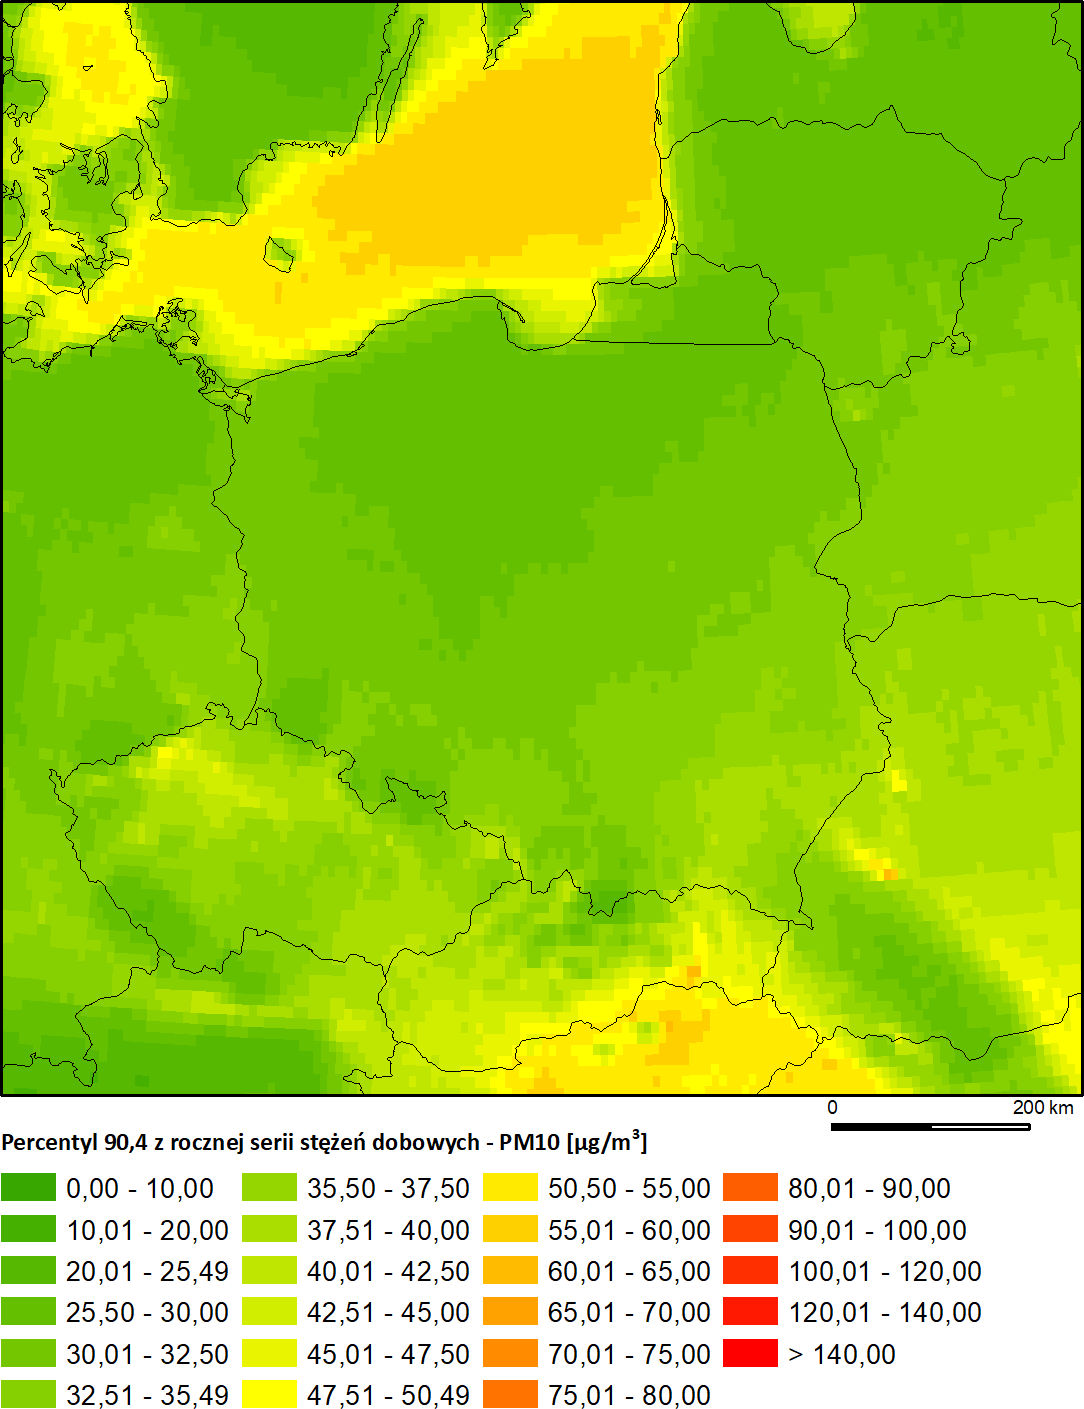 0 200 km
Percentyl 90,4 z rocznej serii stężeń dobowych - PM10 [µg/m³]
0,00 - 10,00 35,50 - 37,50 50,50 - 55,00 80,01 - 90,00
10,01 - 20,00 37,51 - 40,00 55,01 - 60,00 90,01 - 100,00
20,01 - 25,49 40,01 - 42,50 60,01 - 65,00 100,01 - 120,00
25,50 - 30,00 42,51 - 45,00 65,01 - 70,00 120,01 - 140,00
30,01 - 32,50 45,01 - 47,50 70,01 - 75,00 > 140,00
32,51 - 35,49 47,51 - 50,49 75,01 - 80,00